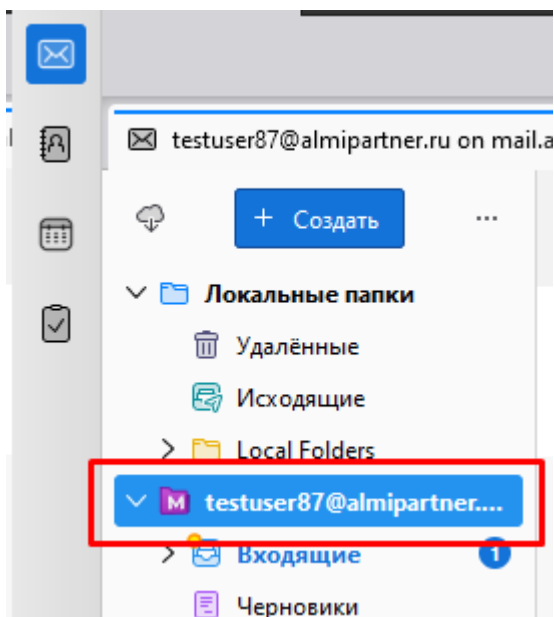 testuser87@almipartner.ru on mail.a
+ Создать ...
Локальные папки
Удалённые
Исходящие
Local Folders
M testuser87@almipartner....
Входящие 1
Черновики